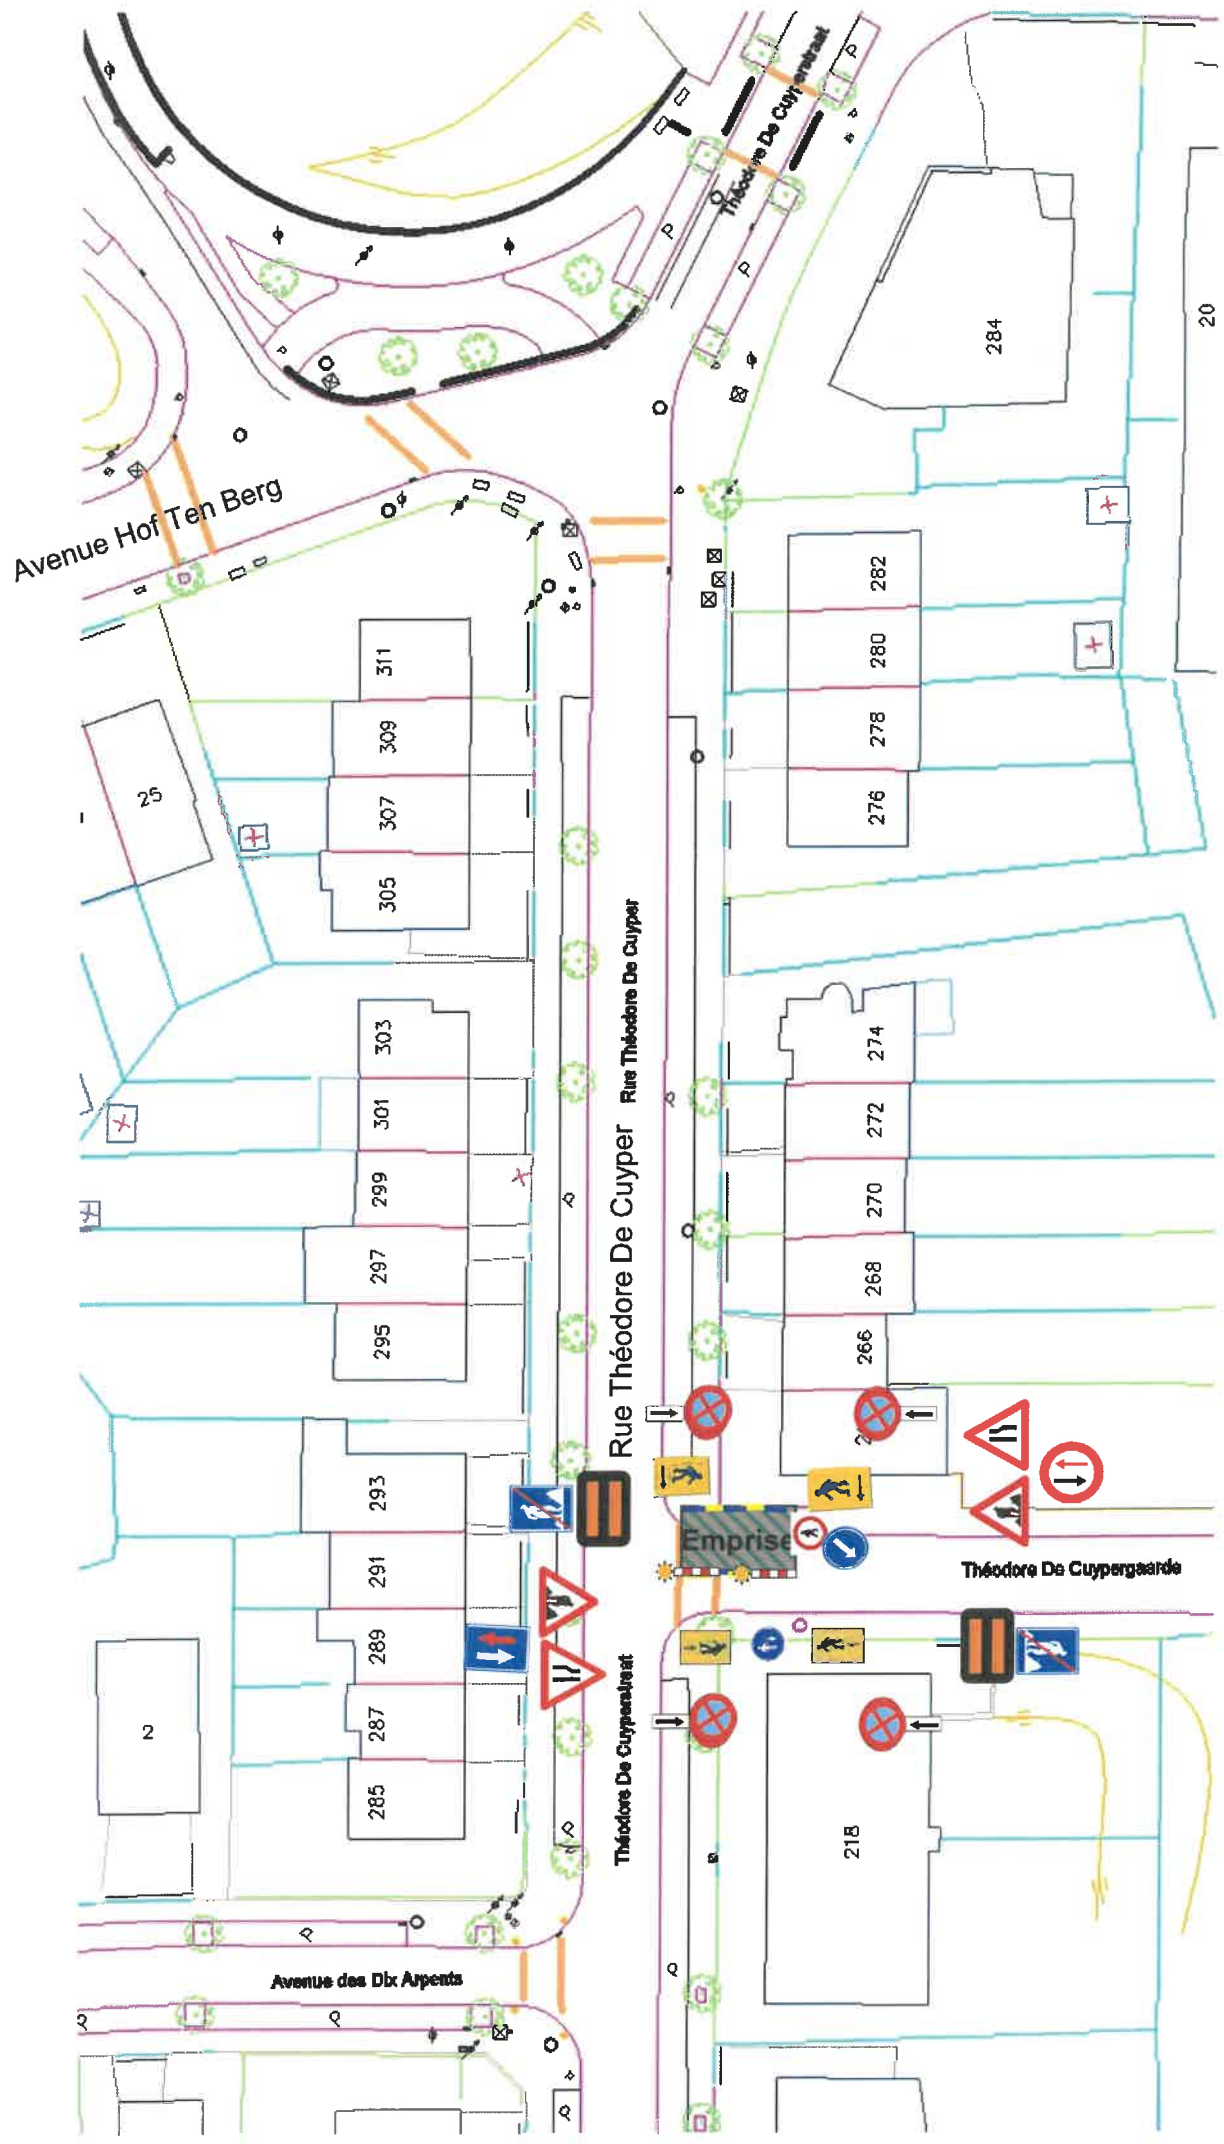 Théodore De Cuyperstraat
P
P
P
20
284
Avenue Hof Ten Berg
282
280
278
276
311
309
307
305
25
303
301
299
297
295
Rue Théodore De Cuyper
Rue Théodore De Cuyper
274
272
270
268
266
293
291
289
287
285
2
Emprise
Théodore De Cuypergaarde
Théodore De Cuyperstraat
218
Avenue des Dix Arpents